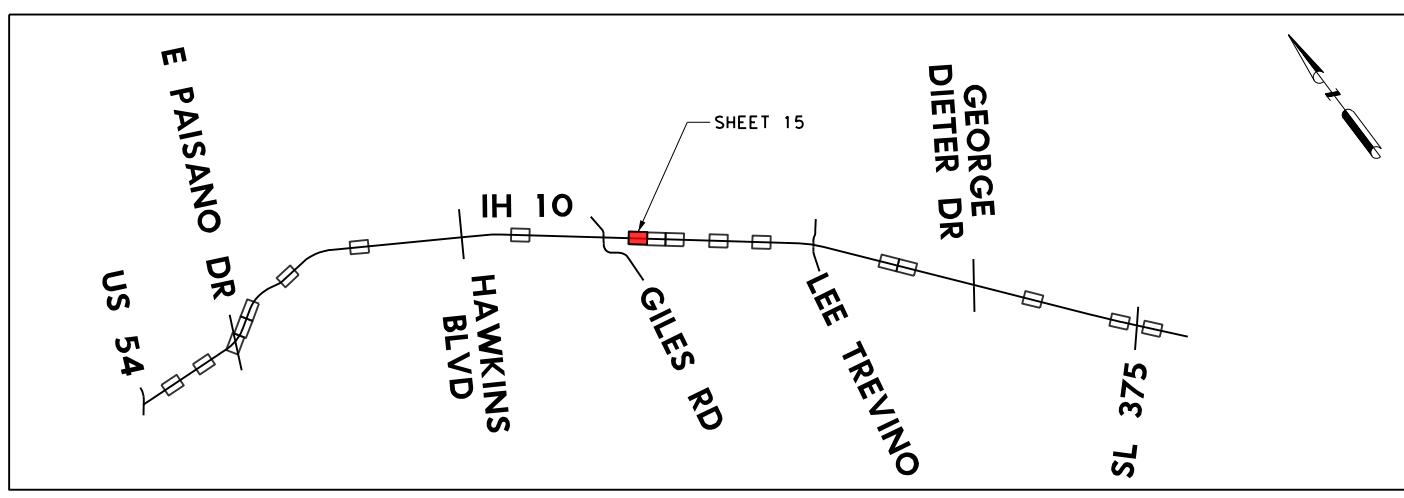 US 54
E PAISANO DR
IH 10
HAWKINS
BLVD
SHEET 15
GILES RD
LEE TREVINO
GEORGE
DIETER DR
SL 375
N